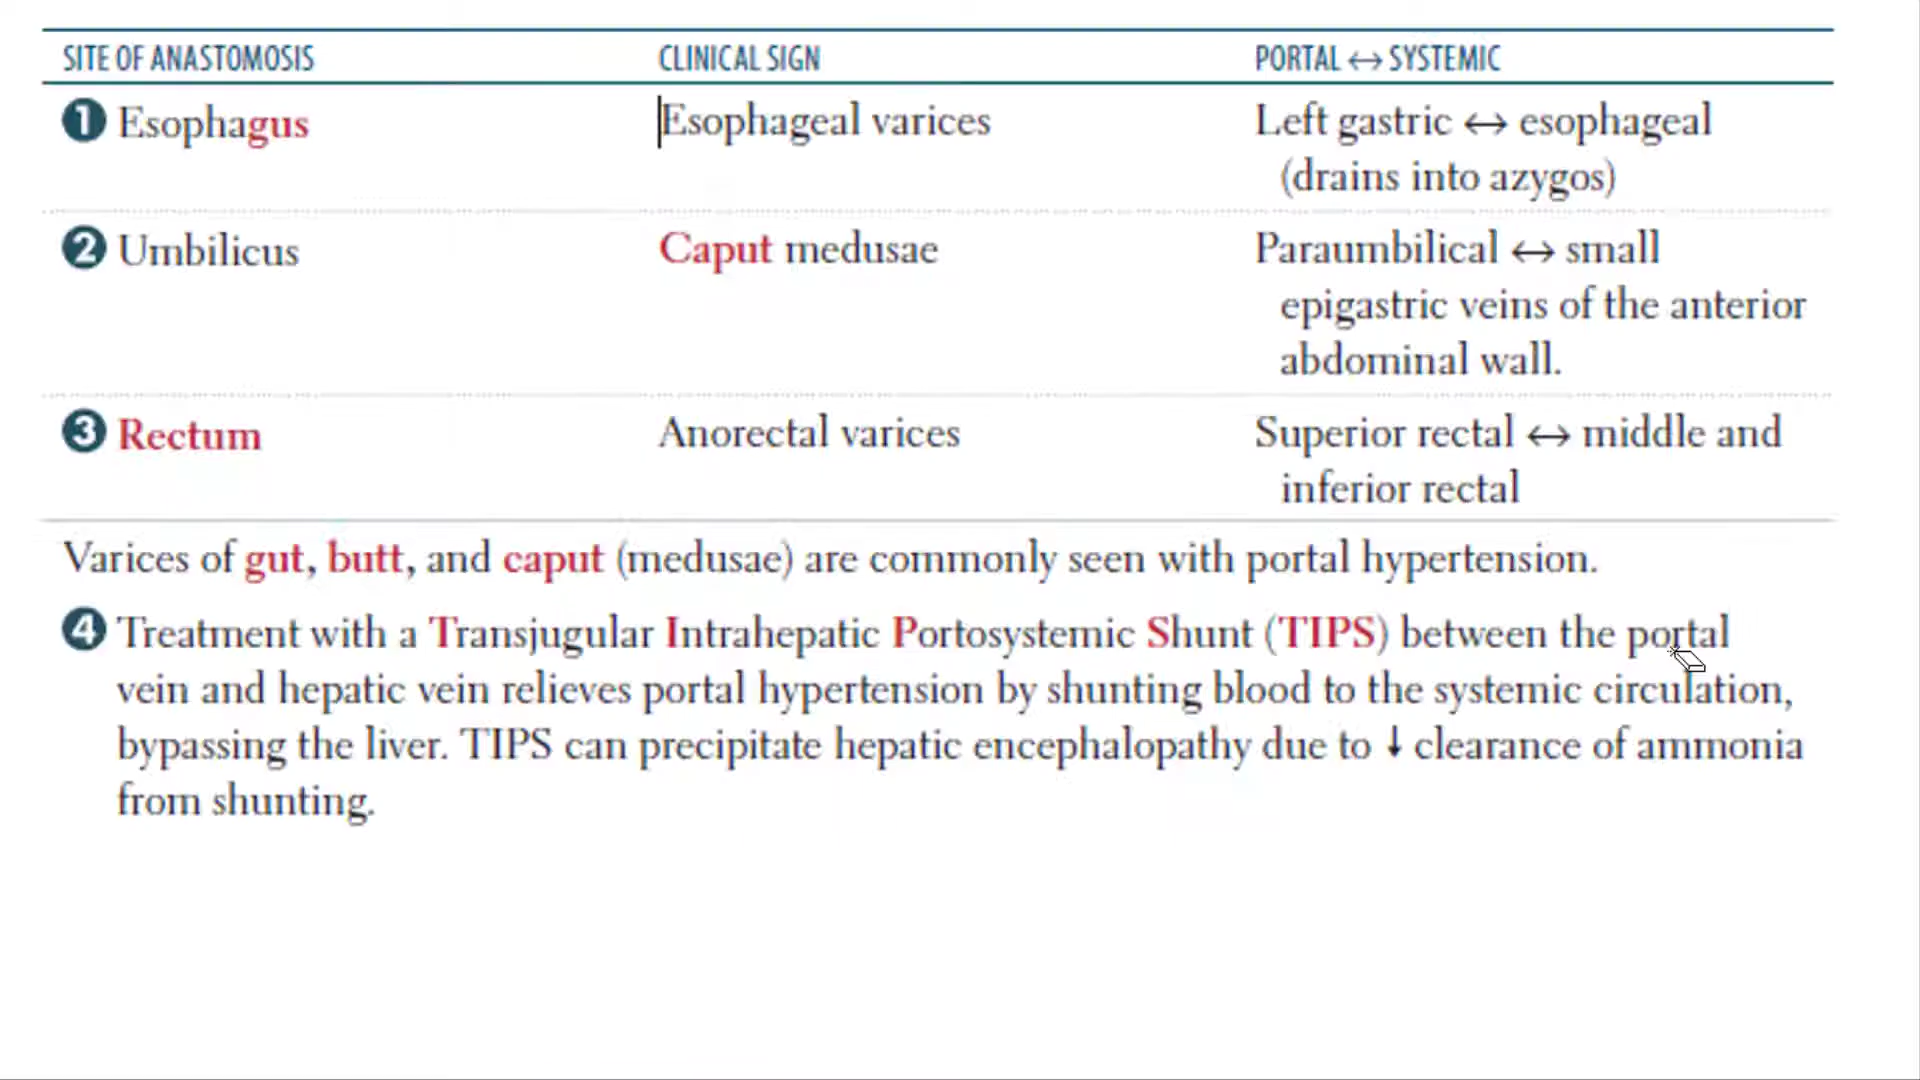 SITE OF ANASTOMOSIS CLINICAL SIGN PORTAL ↔ SYSTEMIC
1 Esophagus Esophageal varices Left gastric ↔ esophageal
(drains into azygos)
2 Umbilicus Caput medusae Paraumbilical ↔ small
epigastric veins of the anterior
abdominal wall.
3 Rectum Anorectal varices Superior rectal ↔ middle and
inferior rectal
Varices of gut, butt, and caput (medusae) are commonly seen with portal hypertension.
4 Treatment with a Transjugular Intrahepatic Portosystemic Shunt (TIPS) between the portal
vein and hepatic vein relieves portal hypertension by shunting blood to the systemic circulation,
bypassing the liver. TIPS can precipitate hepatic encephalopathy due to ↓ clearance of ammonia
from shunting.